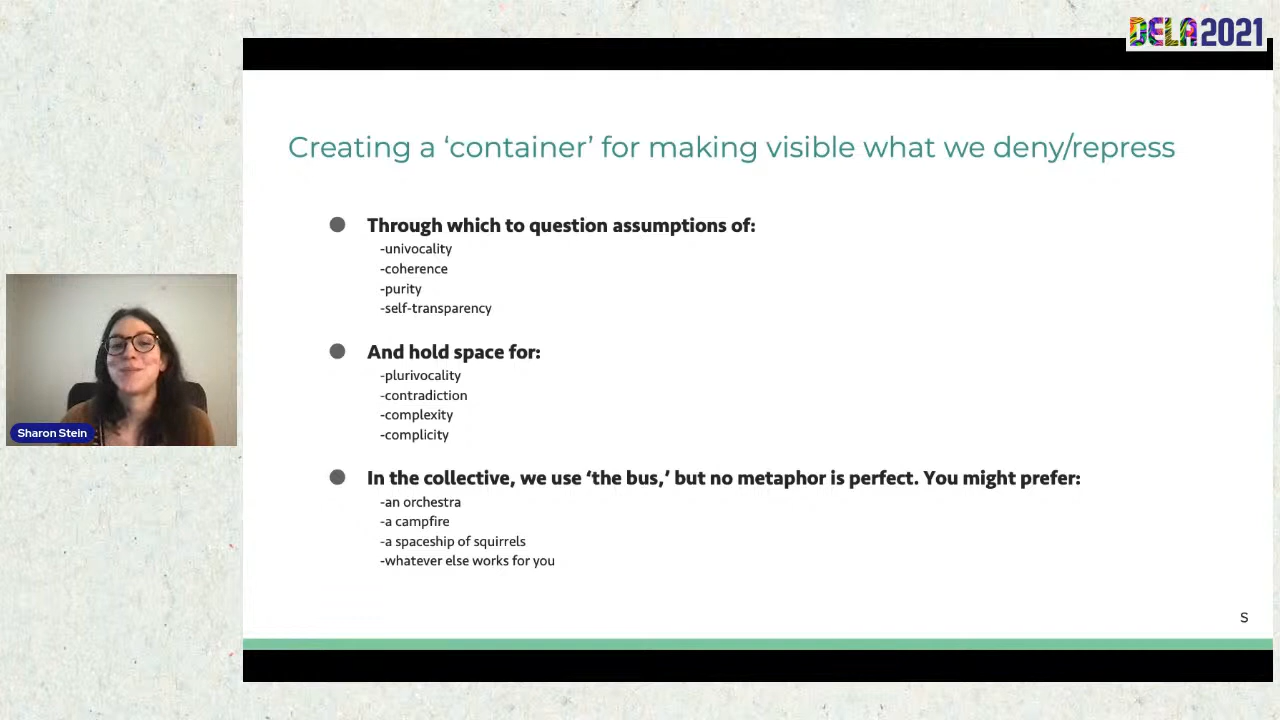 DELA 2021
Creating a ‘container’ for making visible what we deny/repress
● Through which to question assumptions of:
-univocality
-coherence
-purity
-self-transparency
● And hold space for:
-plurivocality
-contradiction
-complexity
-complicity
● In the collective, we use ‘the bus,’ but no metaphor is perfect. You might prefer:
-an orchestra
-a campfire
-a spaceship of squirrels
-whatever else works for you
Sharon Stein
S